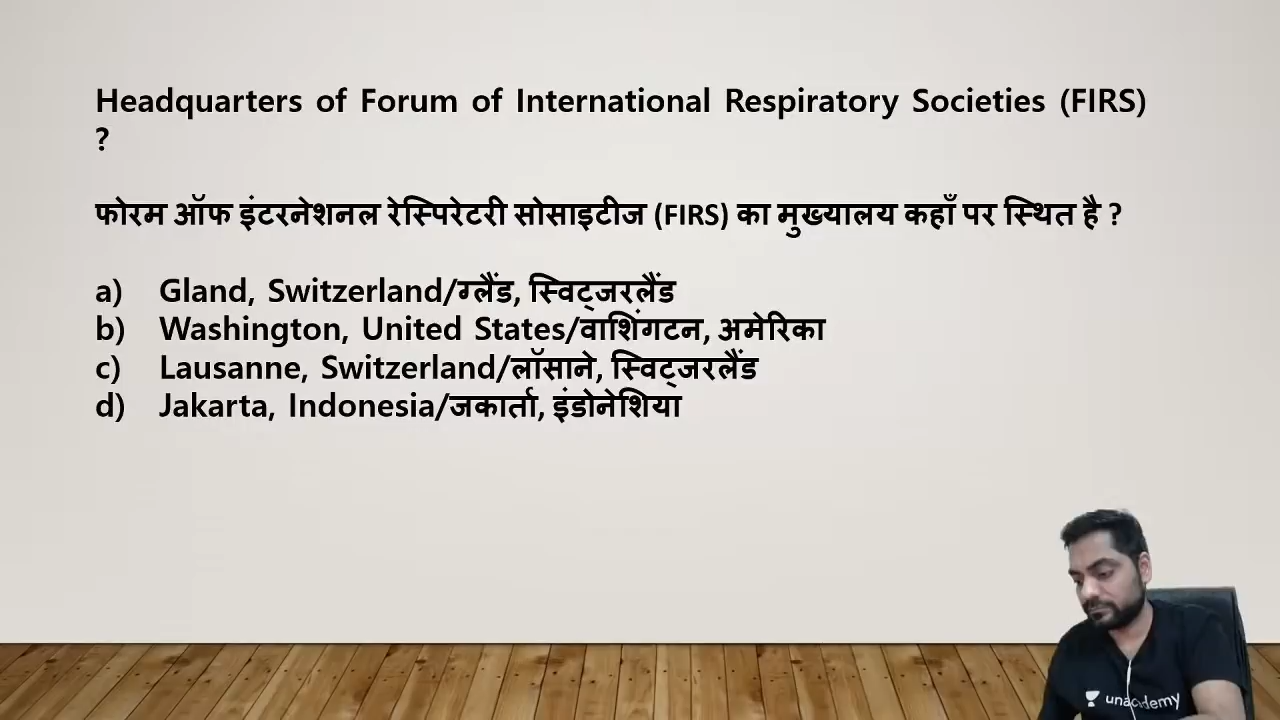 Headquarters of Forum of International Respiratory Societies (FIRS)
?
फोरम ऑफ इंटरनेशनल रेस्पिरेटरी सोसाइटीज (FIRS) का मुख्यालय कहाँ पर स्थित है ?
a) Gland, Switzerland/ग्लैंड, स्विट्जरलैंड
b) Washington, United States/वाशिंगटन, अमेरिका
c) Lausanne, Switzerland/लॉसाने, स्विट्जरलैंड
d) Jakarta, Indonesia/जकार्ता, इंडोनेशिया
unacademy